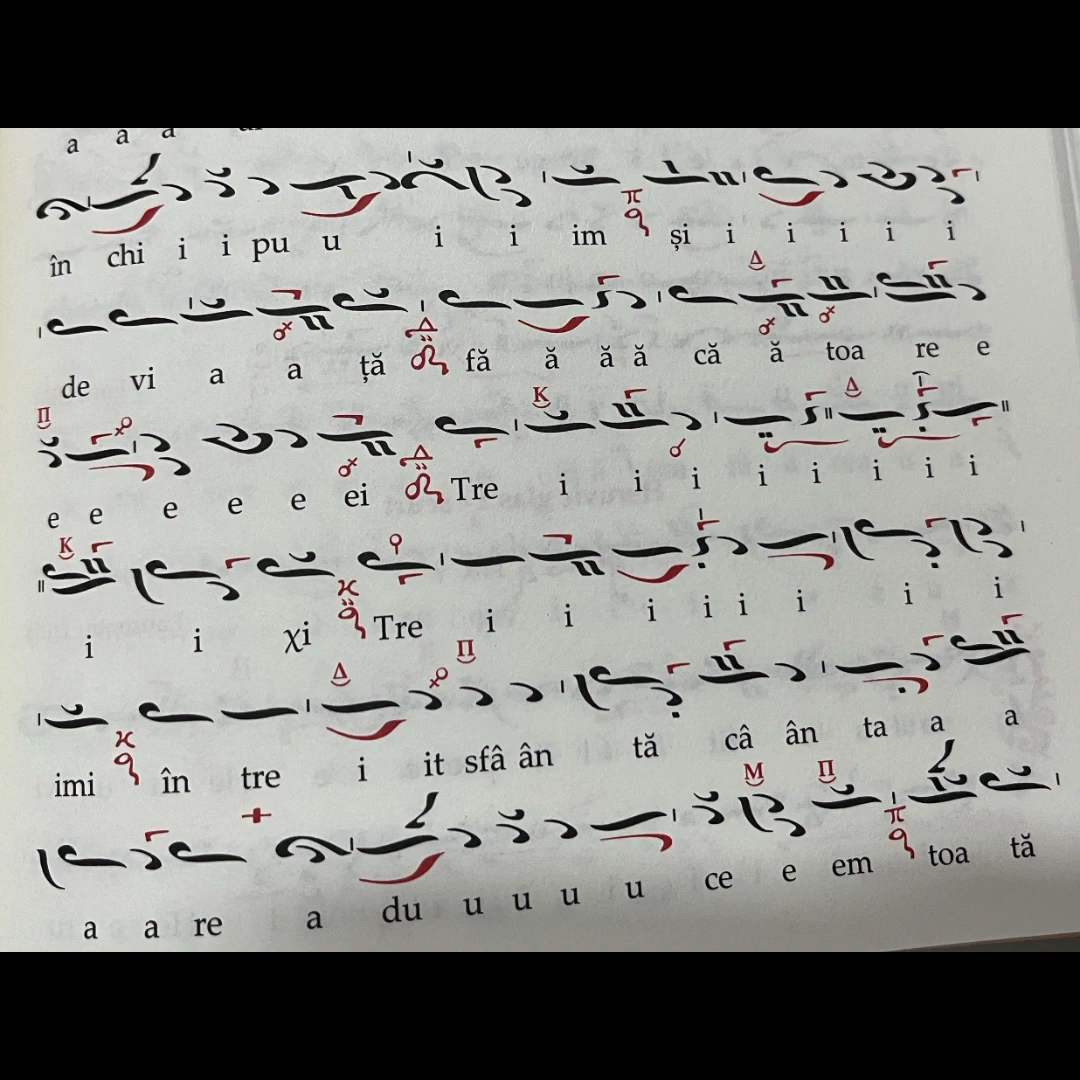 a a a
în chi i i pu u i i im și i i i i i
de vi a a ță fă ă ă ă că ă toa re e
e e e e e ei Tre i i i i i i i i
i i χi Tre i i i i i i i i
imi în tre i it sfâ ân tă câ ân ta a a
a a re a du u u u u ce e em toa tă